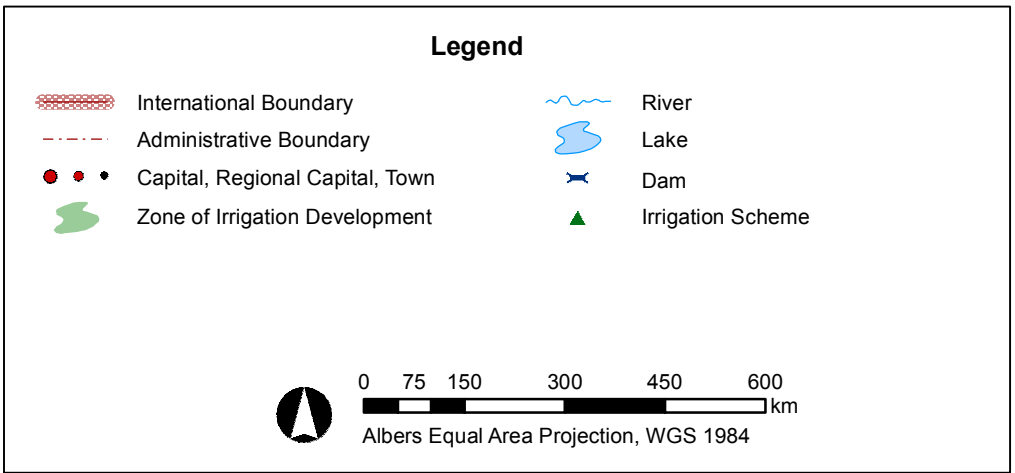 Legend
International Boundary
River
Administrative Boundary
Lake
Capital, Regional Capital, Town
Dam
Zone of Irrigation Development
Irrigation Scheme
0 75 150 300 450 600
km
Albers Equal Area Projection, WGS 1984